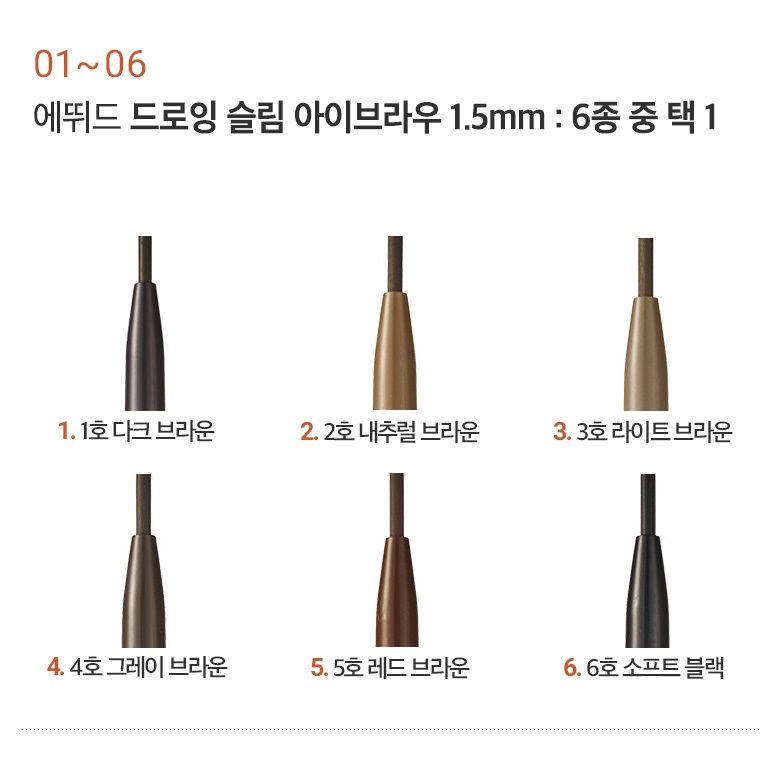 01~06
에뛰드 드로잉 슬림 아이브라우 1.5mm : 6종 중 택 1
1. 1호 다크 브라운
2. 2호 내추럴 브라운
3. 3호 라이트 브라운
4. 4호 그레이 브라운
5. 5호 레드 브라운
6. 6호 소프트 블랙